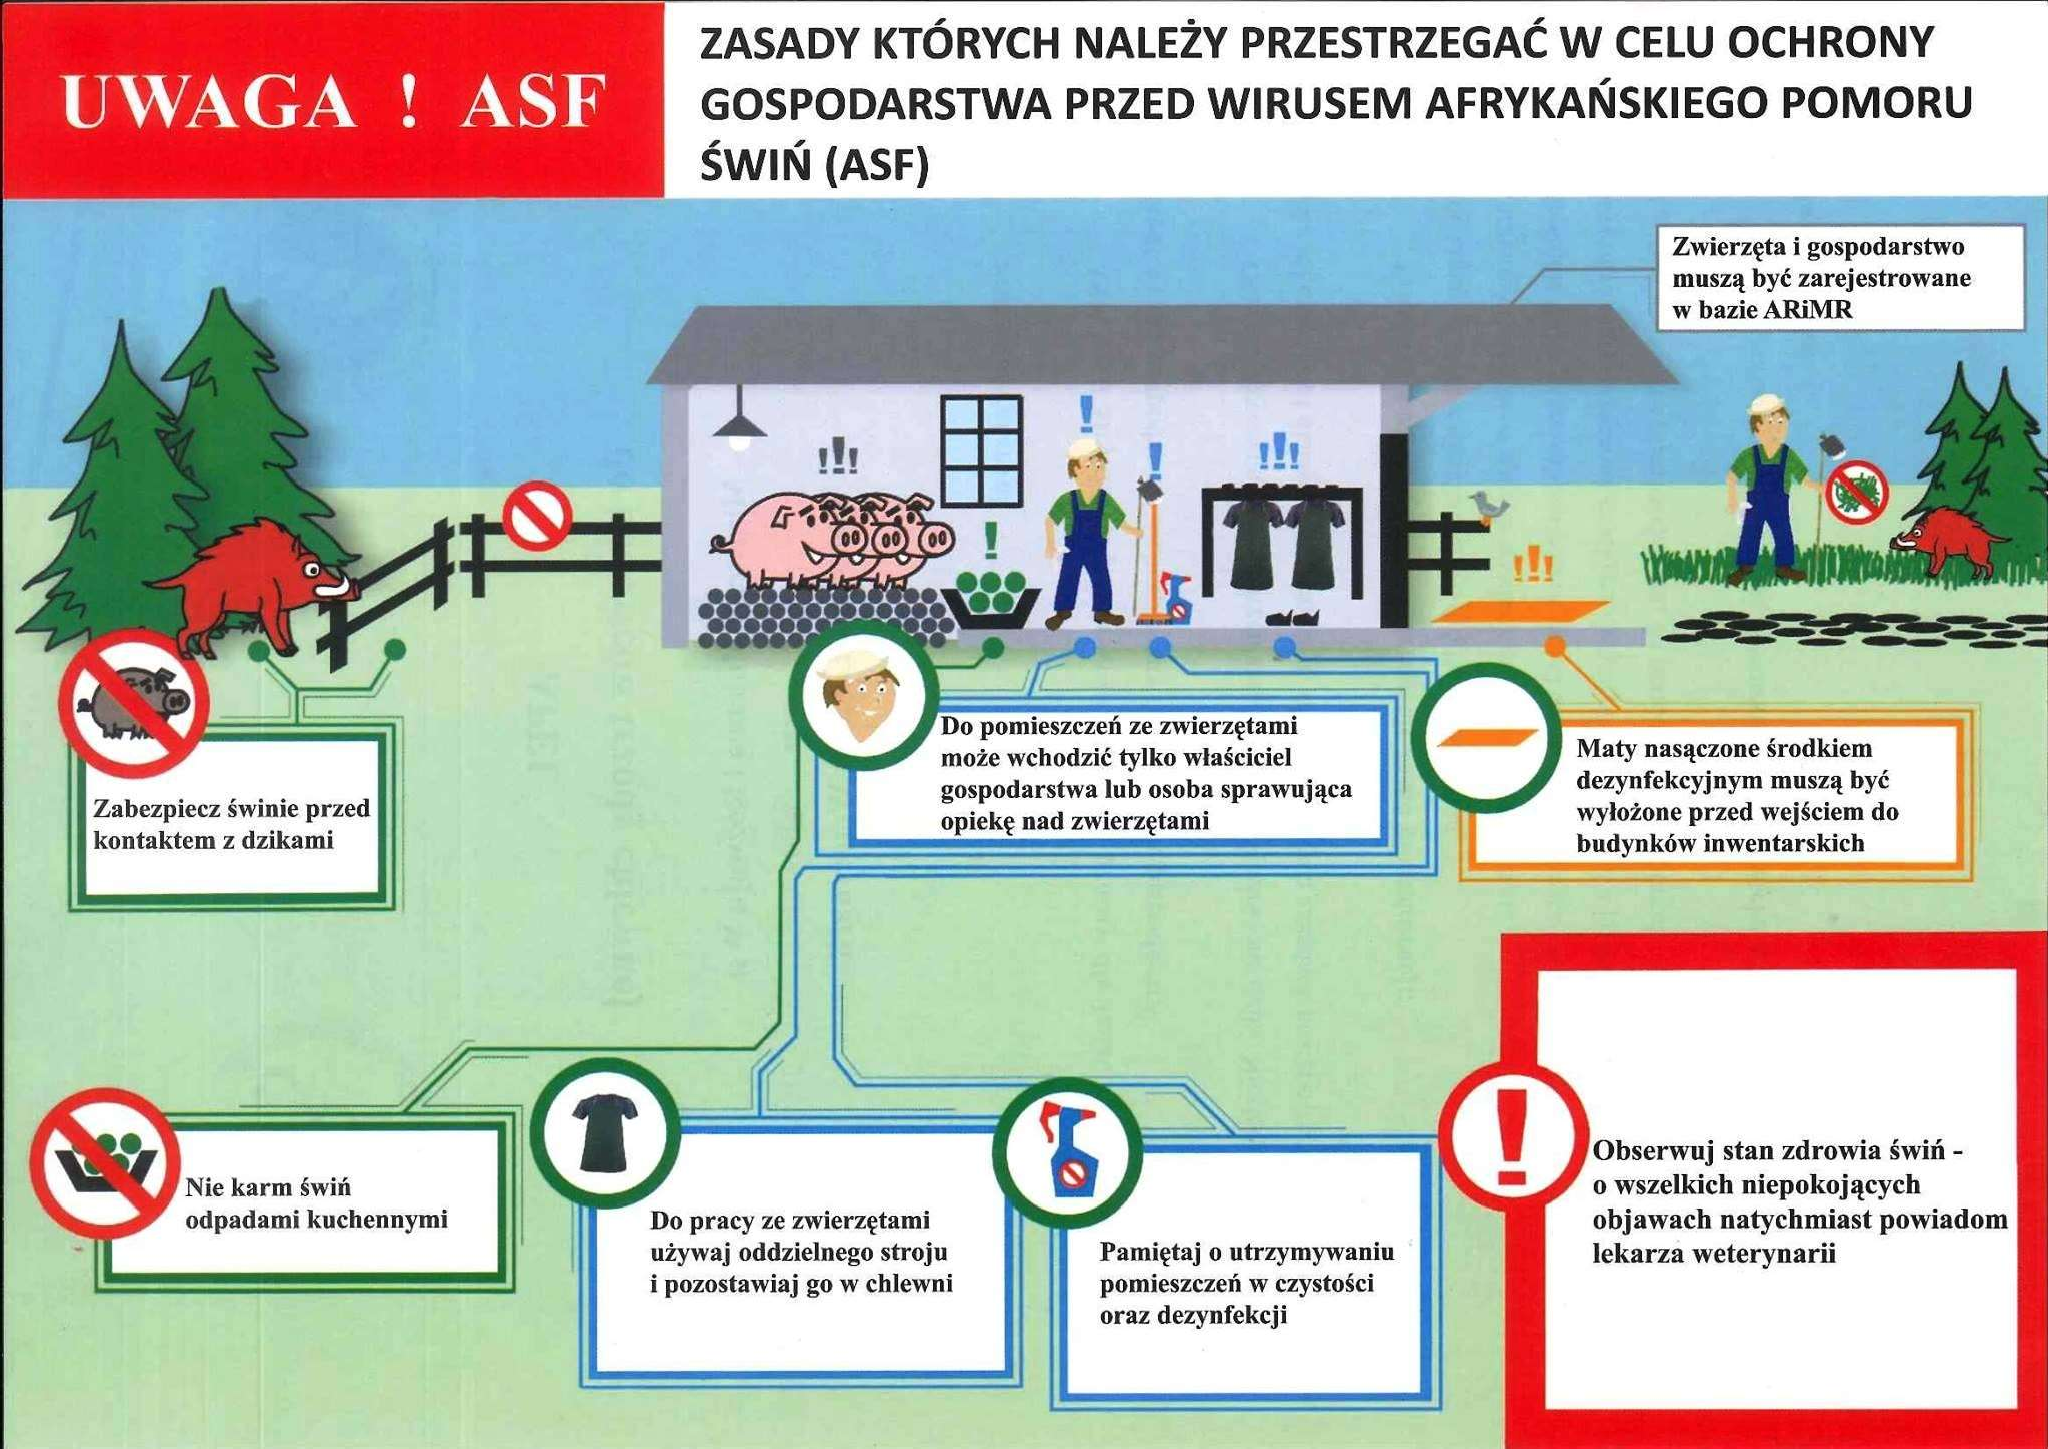 UWAGA ! ASF
ZASADY KTÓRYCH NALEŻY PRZESTRZEGAĆ W CELU OCHRONY
GOSPODARSTWA PRZED WIRUSEM AFRYKAŃSKIEGO POMORU
ŚWIŃ (ASF)
Zwierzęta i gospodarstwo
muszą być zarejestrowane
w bazie ARiMR
Zabezpiecz świnie przed
kontaktem z dzikami
Do pomieszczeń ze zwierzętami
może wchodzić tylko właściciel
gospodarstwa lub osoba sprawująca
opiekę nad zwierzętami
Maty nasączone środkiem
dezynfekcyjnym muszą być
wyłożone przed wejściem do
budynków inwentarskich
Nie karm świń
odpadami kuchennymi
Do pracy ze zwierzętami
używaj oddzielnego stroju
i pozostawiaj go w chlewni
Pamiętaj o utrzymywaniu
pomieszczeń w czystości
oraz dezynfekcji
Obserwuj stan zdrowia świń -
o wszelkich niepokojących
objawach natychmiast powiadom
lekarza weterynarii